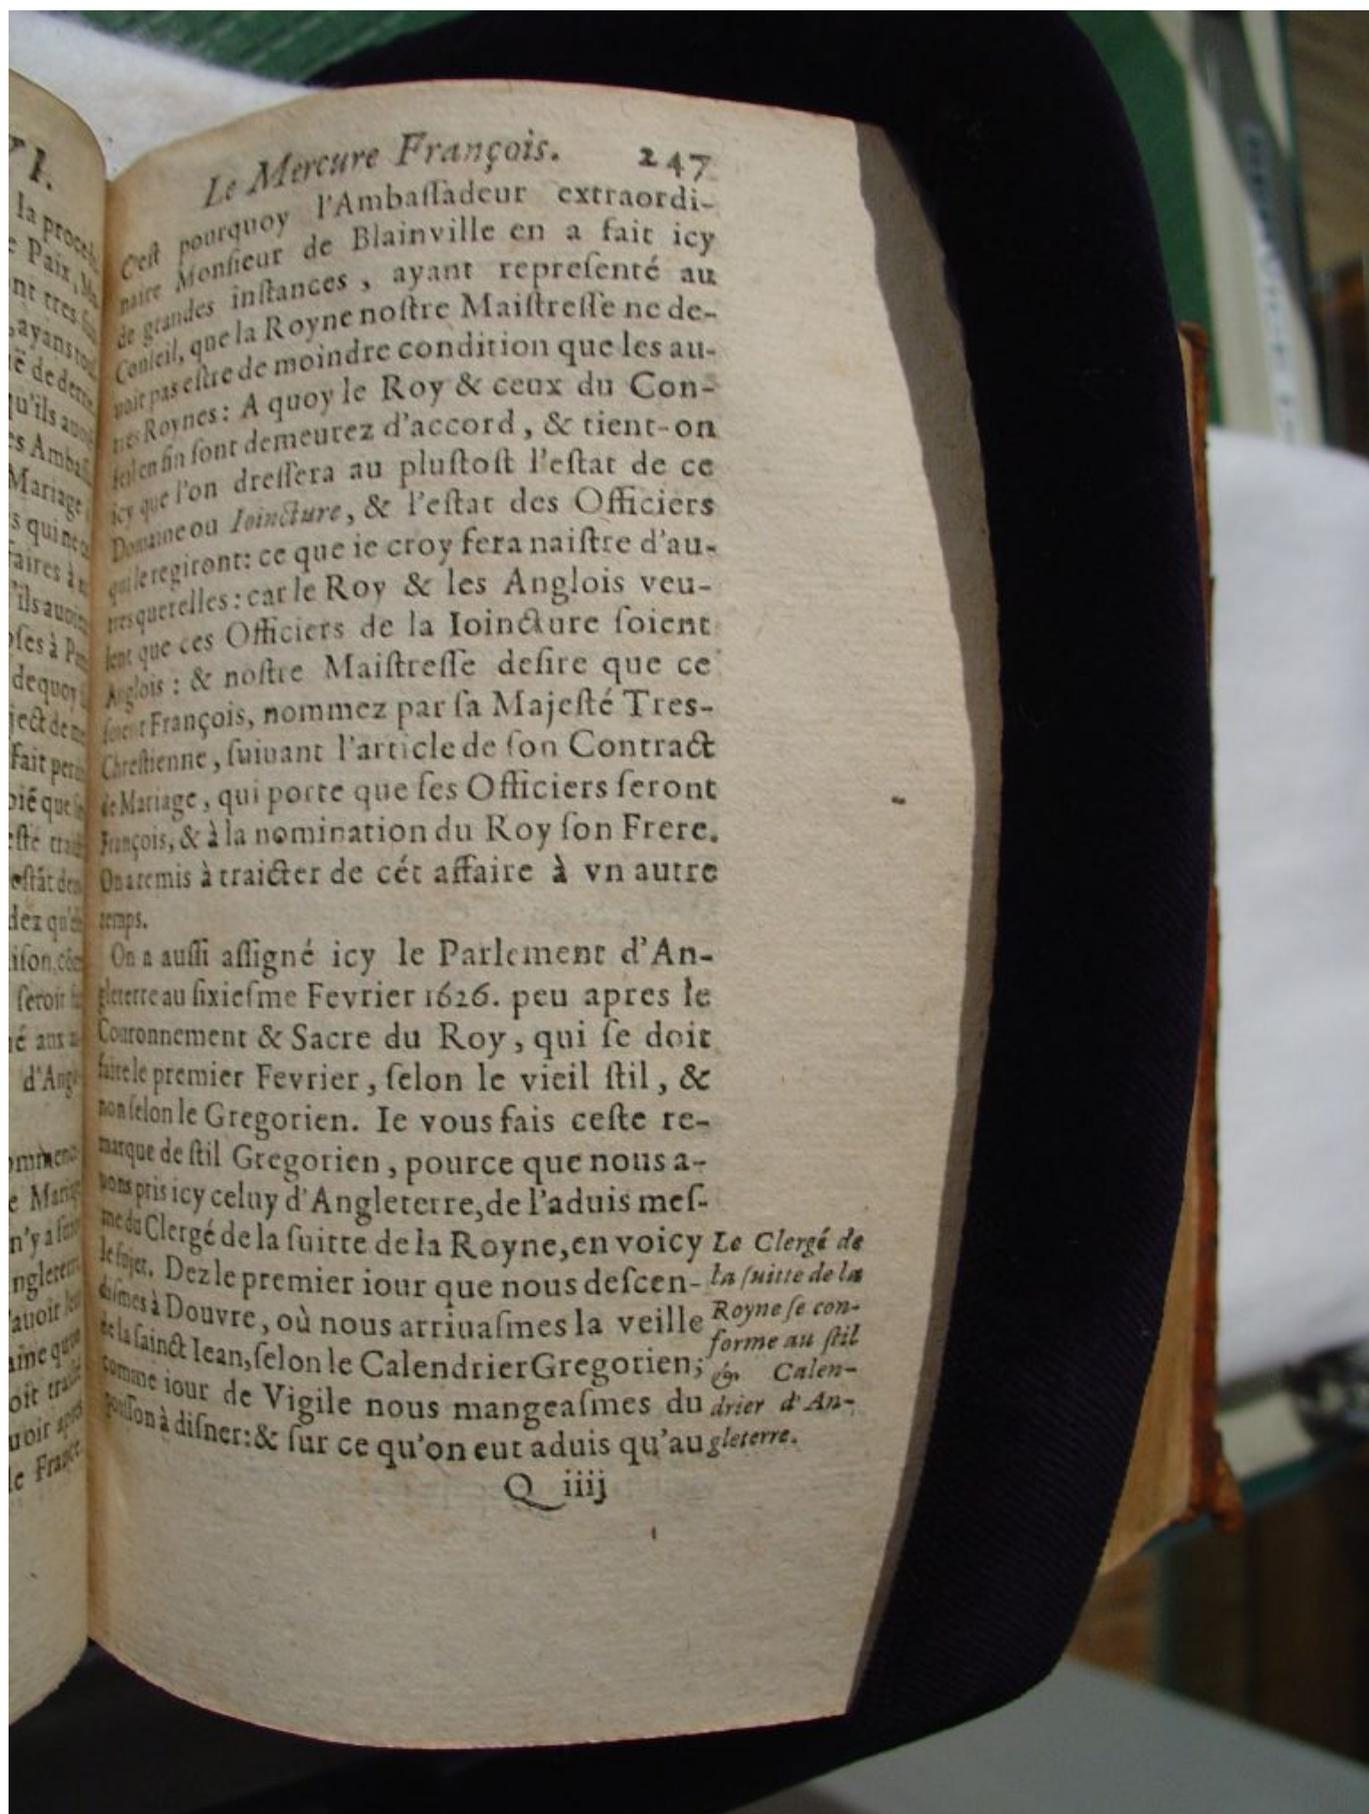 Le Mercure François. 247
C'eſt pourquoy l'Ambaſſadeur extraordi-
naire Monſieur de Blainville en a fait icy
de grandes inſtances, ayant repreſenté au
Conſeil, que la Royne noſtre Maiſtreſſe ne de-
uoit pas eſtre de moindre condition que les au-
tres Roynes: A quoy le Roy & ceux du Con-
ſeil en fin ſont demeurez d'accord, & tient-on
icy que l'on dreſſera au pluſtoſt l'eſtat de ce
Domaine ou Ioincture, & l'eſtat des Officiers
qui le regiront: ce que ie croy fera naiſtre d'au-
tres querelles: car le Roy & les Anglois veu-
lent que ces Officiers de la Ioincture ſoient
Anglois: & noſtre Maiſtreſſe deſire que ce
ſoient François, nommez par ſa Majeſté Tres-
Chreſtienne, ſuiuant l'article de ſon Contract
de Mariage, qui porte que ſes Officiers ſeront
François, & à la nomination du Roy ſon Frere.
On a remis à traicter de cét affaire à vn autre
temps.
On a auſſi aſſigné icy le Parlement d'An-
gleterre au ſixieſme Fevrier 1626. peu apres le
Couronnement & Sacre du Roy, qui ſe doit
faire le premier Fevrier, ſelon le vieil ſtil, &
non ſelon le Gregorien. Ie vous fais ceſte re-
marque de ſtil Gregorien, pource que nous a-
uons pris icy celuy d'Angleterre, de l'aduis meſ-
me du Clergé de la ſuitte de la Royne, en voicy
le ſujet. Dez le premier iour que nous deſcen-
diſmes à Douvre, où nous arriuaſmes la veille
de la ſainct Iean, ſelon le Calendrier Gregorien;
comme iour de Vigile nous mangeaſmes du
poiſſon à diſner: & ſur ce qu'on eut aduis qu'au
Le Clergé de
la ſuitte de la
Royne ſe con-
forme au ſtil
& Calen-
drier d'An-
gleterre.
Q iiij